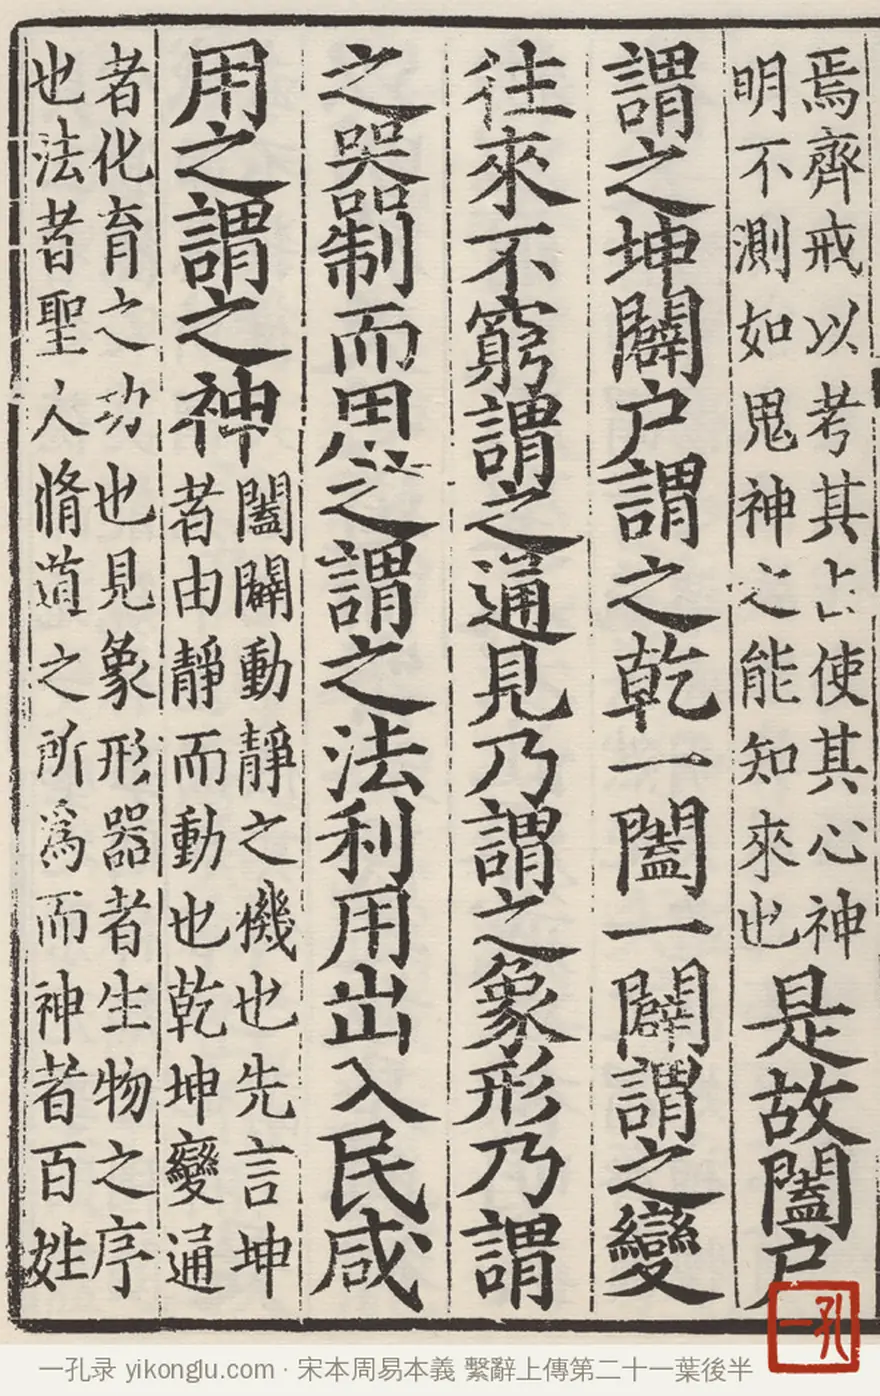 焉齊戒以考其占使其心神
明不測如鬼神之能知來也
是故闔户
謂之坤闢户謂之乾一闔一闢謂之變
往來不窮謂之通見乃謂之象形乃謂
之器制而用之謂之法利用出入民咸
用之謂之神
闔闢動靜之機也先言坤
者由靜而動也乾坤變通
者化育之功也見象形器者生物之序
也法者聖人脩道之所爲而神者百姓
一孔
一孔录 yikonglu.com · 宋本周易本義 繫辭上傳第二十一葉後半